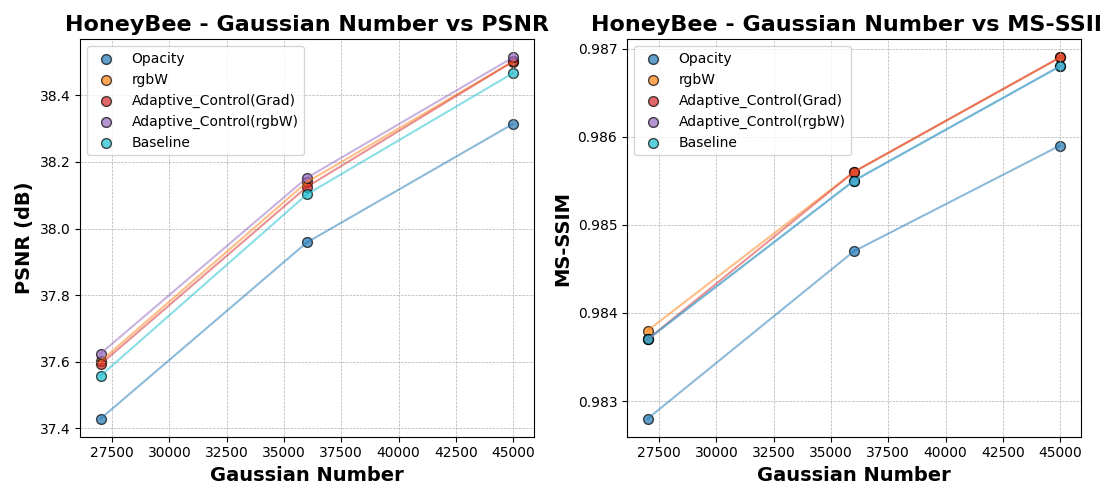 HoneyBee - Gaussian Number vs PSNR
Opacity
rgbW
Adaptive_Control(Grad)
Adaptive_Control(rgbW)
Baseline
PSNR (dB)
38.4
38.2
38.0
37.8
37.6
37.4
27500 30000 32500 35000 37500 40000 42500 45000
Gaussian Number
HoneyBee - Gaussian Number vs MS-SSII
Opacity
rgbW
Adaptive_Control(Grad)
Adaptive_Control(rgbW)
Baseline
MS-SSIM
0.987
0.986
0.985
0.984
0.983
27500 30000 32500 35000 37500 40000 42500 45000
Gaussian Number